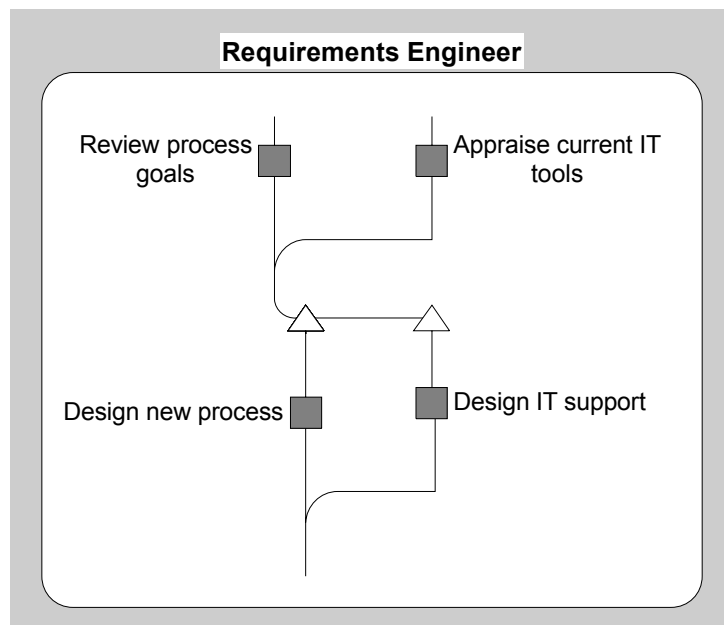 Requirements Engineer
Review process
goals
Appraise current IT
tools
Design new process
Design IT support